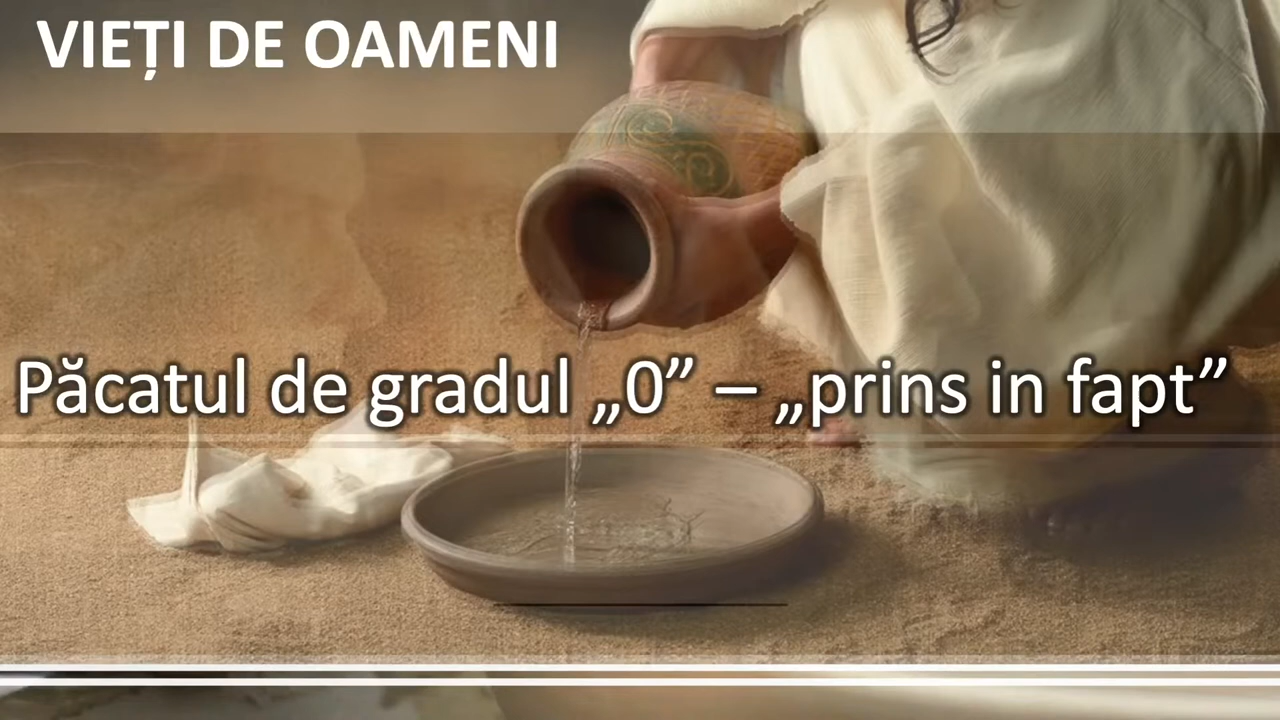 VIEȚI DE OAMENI
Păcatul de gradul „0” – „prins in fapt”